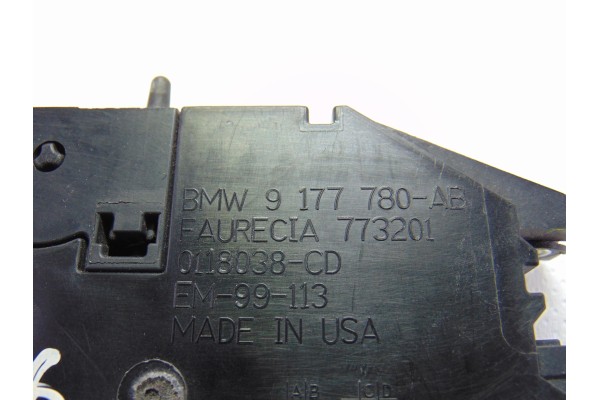 BMW 9 177 780-AB
FAURECIA 773201
0118038-CD
EM-99-113
MADE IN USA
A B C D